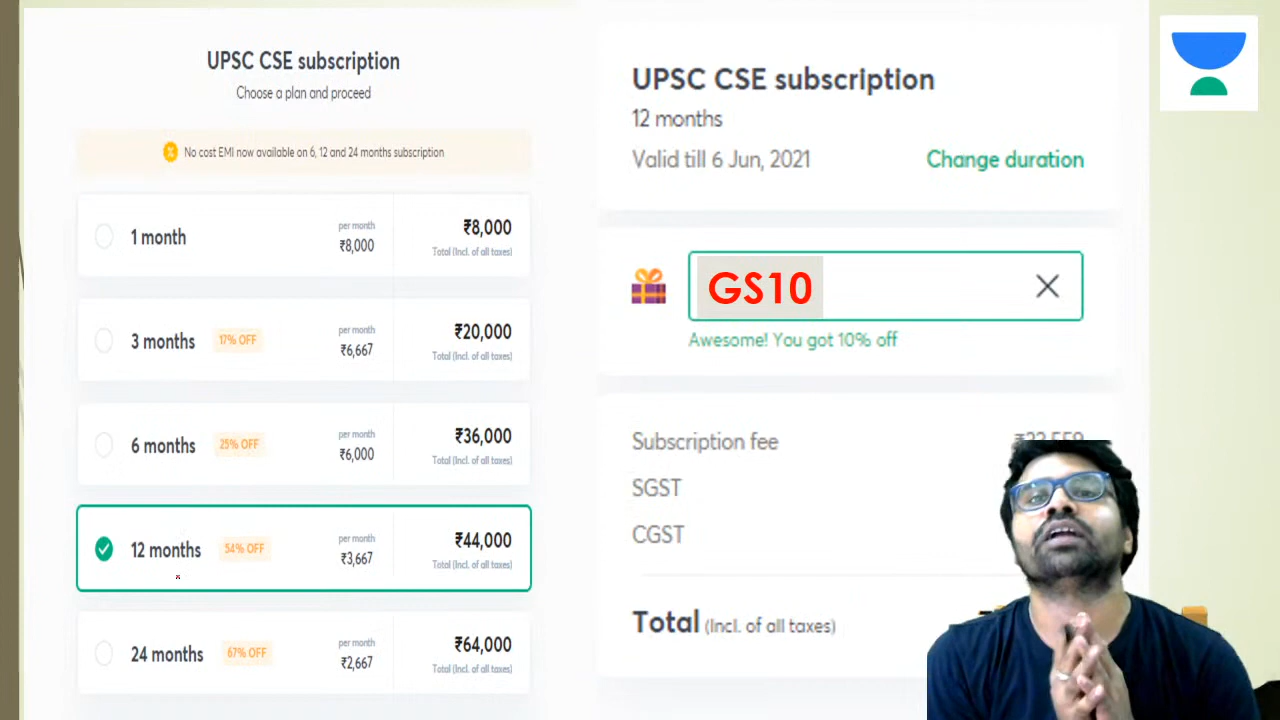 UPSC CSE subscription
Choose a plan and proceed
No cost EMI now available on 6, 12 and 24 months subscription
1 month
per month
₹8,000
₹8,000
Total (Incl. of all taxes)
3 months
17% OFF
per month
₹6,667
₹20,000
Total (Incl. of all taxes)
6 months
25% OFF
per month
₹6,000
₹36,000
Total (Incl. of all taxes)
12 months
54% OFF
per month
₹3,667
₹44,000
Total (Incl. of all taxes)
24 months
67% OFF
per month
₹2,667
₹64,000
Total (Incl. of all taxes)
UPSC CSE subscription
12 months
Valid till 6 Jun, 2021
Change duration
GS10
Awesome! You got 10% off
Subscription fee
SGST
CGST
Total (Incl. of all taxes)